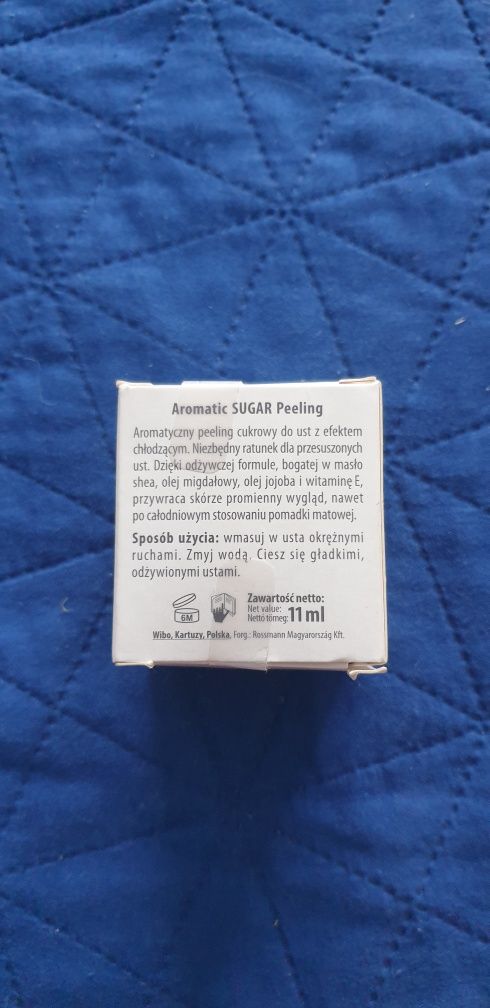 Aromatic SUGAR Peeling
Aromatyczny peeling cukrowy do ust z efektem
chłodzącym. Niezbędny ratunek dla przesuszonych
ust. Dzięki odżywczej formule, bogatej w masło
shea, olej migdałowy, olej jojoba i witaminę E,
przywraca skórze promienny wygląd, nawet
po całodniowym stosowaniu pomadki matowej.
Sposób użycia: wmasuj w usta okrężnymi
ruchami. Zmyj wodą. Ciesz się gładkimi,
odżywionymi ustami.
6M
Zawartość netto:
Net value:
Nettó tömeg: 11 ml
Wibo, Kartuzy, Polska, Forg.: Rossmann Magyarország Kft.